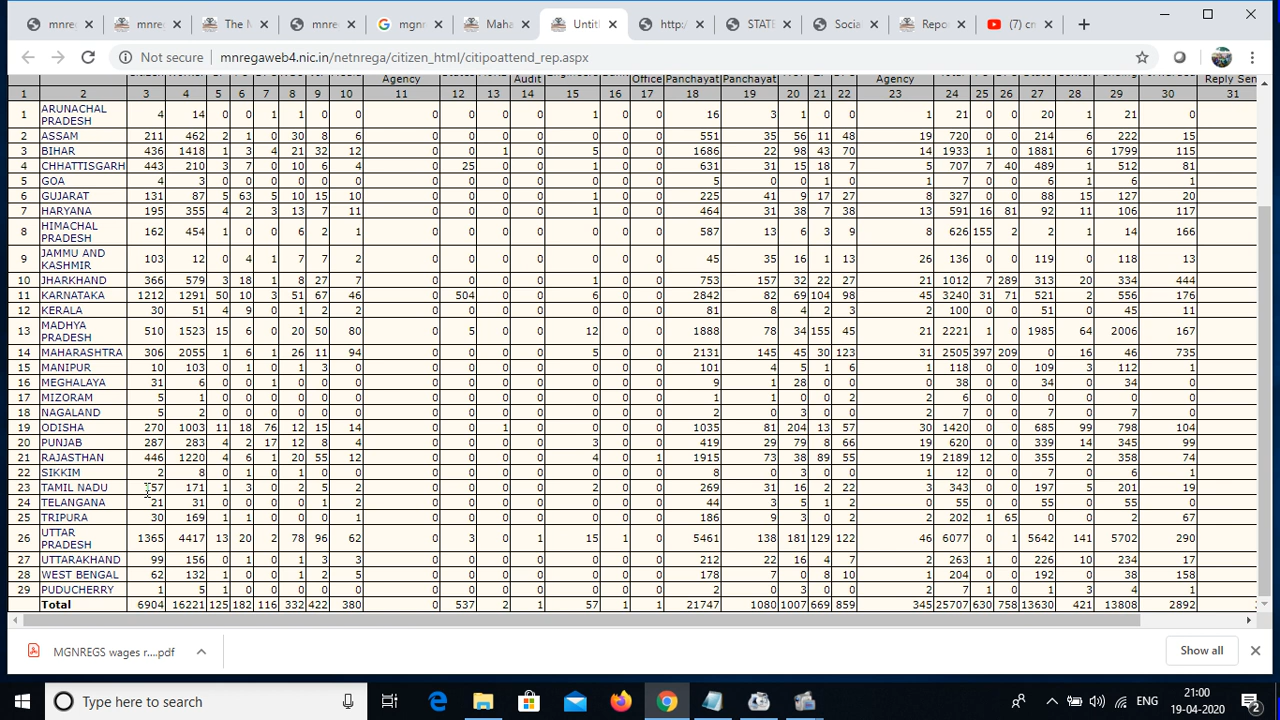 mnre
mnre
The M
mnre
mgnr
Maha
Untit
http:/
STATE
Socia
Repo
(7) cn
Not secure mnregaweb4.nic.in/netnrega/citizen_html/citipoattend_rep.aspx
Agency Audit Office Panchayat Panchayat Agency Reply Sen
1 2 3 4 5 6 7 8 9 10 11 12 13 14 15 16 17 18 19 20 21 22 23 24 25 26 27 28 29 30 31
1 ARUNACHAL PRADESH 4 14 0 0 1 1 0 0 0 0 0 0 1 0 0 16 3 1 0 0 1 21 0 0 20 1 21 0
2 ASSAM 211 462 2 1 0 30 8 6 0 0 0 0 0 0 0 551 35 56 11 48 19 720 0 0 214 6 222 15
3 BIHAR 436 1418 1 3 4 21 32 12 0 0 1 0 5 0 0 1686 22 98 43 70 14 1933 1 0 1881 6 1799 115
4 CHHATTISGARH 443 210 3 7 0 10 6 4 0 25 0 0 1 0 0 631 31 15 18 7 5 707 7 40 489 1 512 81
5 GOA 4 3 0 0 0 0 0 0 0 0 0 0 0 0 0 5 0 0 1 0 1 7 0 0 6 1 6 1
6 GUJARAT 131 87 5 63 5 10 15 10 0 0 0 0 1 0 0 225 41 9 17 27 8 327 0 0 88 15 127 20
7 HARYANA 195 355 4 2 3 13 7 11 0 0 0 0 1 0 0 464 31 38 7 38 13 591 16 81 92 11 106 117
8 HIMACHAL PRADESH 162 454 1 0 0 6 2 1 0 0 0 0 0 0 0 587 13 6 3 9 8 626 155 2 2 1 14 166
9 JAMMU AND KASHMIR 103 12 0 4 1 7 7 2 0 0 0 0 0 0 0 45 35 16 1 13 26 136 0 0 119 0 118 13
10 JHARKHAND 366 579 3 18 1 8 27 7 0 0 0 0 1 0 0 753 157 32 22 27 21 1012 7 289 313 20 334 444
11 KARNATAKA 1212 1291 50 10 3 51 67 46 0 504 0 0 6 0 0 2842 82 69 104 98 45 3240 31 71 521 2 556 176
12 KERALA 30 51 4 9 0 1 2 2 0 0 0 0 0 0 0 81 8 4 2 3 2 100 0 0 51 0 45 11
13 MADHYA PRADESH 510 1523 15 6 0 20 50 80 0 5 0 0 12 0 0 1888 78 34 155 45 21 2221 1 0 1985 64 2006 167
14 MAHARASHTRA 306 2055 1 6 1 26 11 94 0 0 0 0 5 0 0 2131 145 45 30 123 31 2505 397 209 0 16 46 735
15 MANIPUR 10 103 0 1 0 1 3 0 0 0 0 0 0 0 0 101 4 5 1 6 1 118 0 0 109 3 112 1
16 MEGHALAYA 31 6 0 0 1 0 0 0 0 0 0 0 0 0 0 9 1 28 0 0 0 38 0 0 34 0 34 0
17 MIZORAM 5 1 0 0 0 0 0 0 0 0 0 0 0 0 0 1 1 0 0 2 2 6 0 0 0 0 0 0
18 NAGALAND 5 2 0 0 0 0 0 0 0 0 0 0 0 0 0 2 0 3 0 0 2 7 0 0 7 0 7 0
19 ODISHA 270 1003 11 18 76 12 15 14 0 0 1 0 0 0 0 1035 81 204 13 57 30 1420 0 0 685 99 798 104
20 PUNJAB 287 283 4 2 17 12 8 4 0 0 0 0 3 0 0 419 29 79 8 66 19 620 0 0 339 14 345 99
21 RAJASTHAN 446 1220 4 6 1 20 55 12 0 0 0 0 4 0 1 1915 73 38 89 55 19 2189 12 0 355 2 358 74
22 SIKKIM 2 8 0 1 0 1 0 0 0 0 0 0 0 0 0 8 0 3 0 0 1 12 0 0 7 0 6 1
23 TAMIL NADU 157 171 1 3 0 2 5 2 0 0 0 0 2 0 0 269 31 16 2 22 3 343 0 0 197 5 201 19
24 TELANGANA 21 31 0 0 0 0 1 2 0 0 0 0 0 0 0 44 3 5 1 2 0 55 0 0 55 0 55 0
25 TRIPURA 30 169 1 1 0 0 0 1 0 0 0 0 0 0 0 186 9 3 0 2 2 202 1 65 0 0 2 67
26 UTTAR PRADESH 1365 4417 13 20 2 78 96 62 0 3 0 1 15 1 0 5461 138 181 129 122 46 6077 0 1 5642 141 5702 290
27 UTTARAKHAND 99 156 0 1 0 1 3 3 0 0 0 0 0 0 0 212 22 16 4 7 2 263 1 0 226 10 234 17
28 WEST BENGAL 62 132 1 0 0 1 2 5 0 0 0 0 0 0 0 178 7 0 8 10 1 204 0 0 192 0 38 158
29 PUDUCHERRY 1 5 1 0 0 0 0 0 0 0 0 0 0 0 0 2 0 3 0 0 2 7 1 0 1 3 4 1
Total 6904 16221 125 182 116 332 422 380 0 537 2 1 57 1 1 21747 1080 1007 669 859 345 25707 630 758 13630 421 13808 2892
MGNREGS wages r....pdf
Show all
Type here to search
ENG
21:00
19-04-2020
2